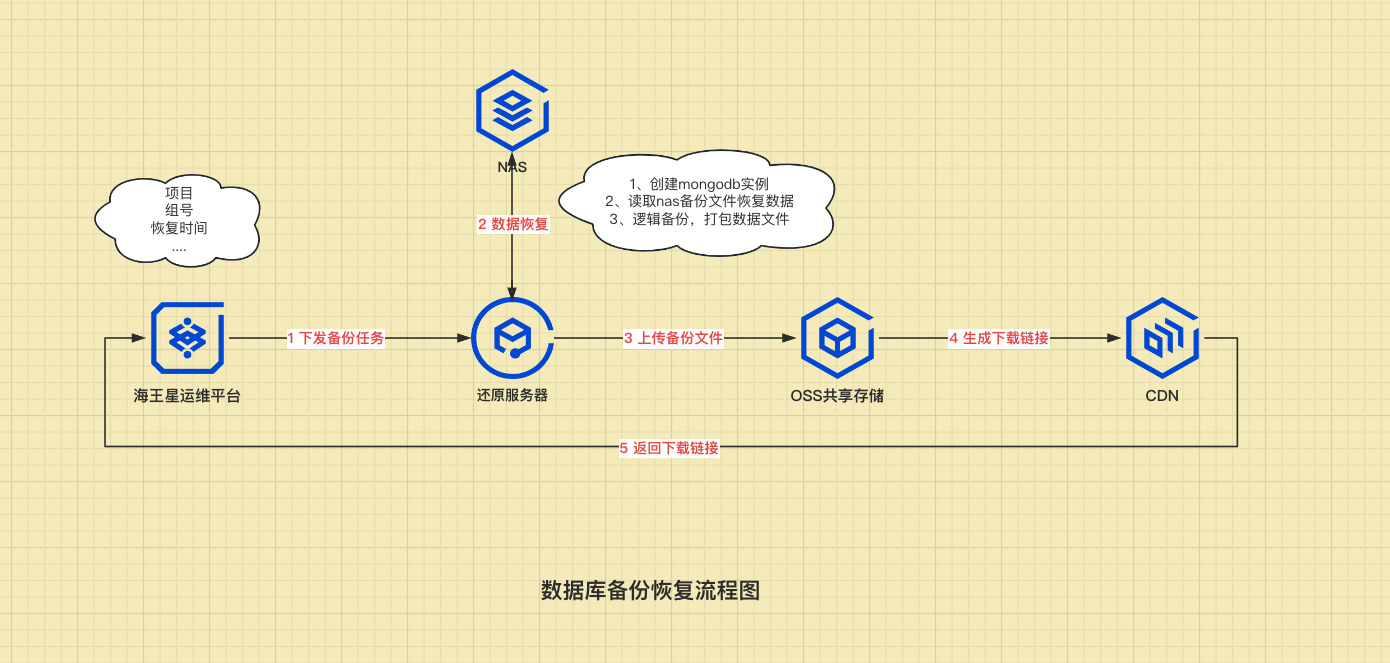 NAS
1、创建mongodb实例
2、读取nas备份文件恢复数据
3、逻辑备份，打包数据文件
项目
组号
恢复时间
....
2 数据恢复
1 下发备份任务
3 上传备份文件
4 生成下载链接
海王星运维平台
还原服务器
OSS共享存储
CDN
5 返回下载链接
数据库备份恢复流程图